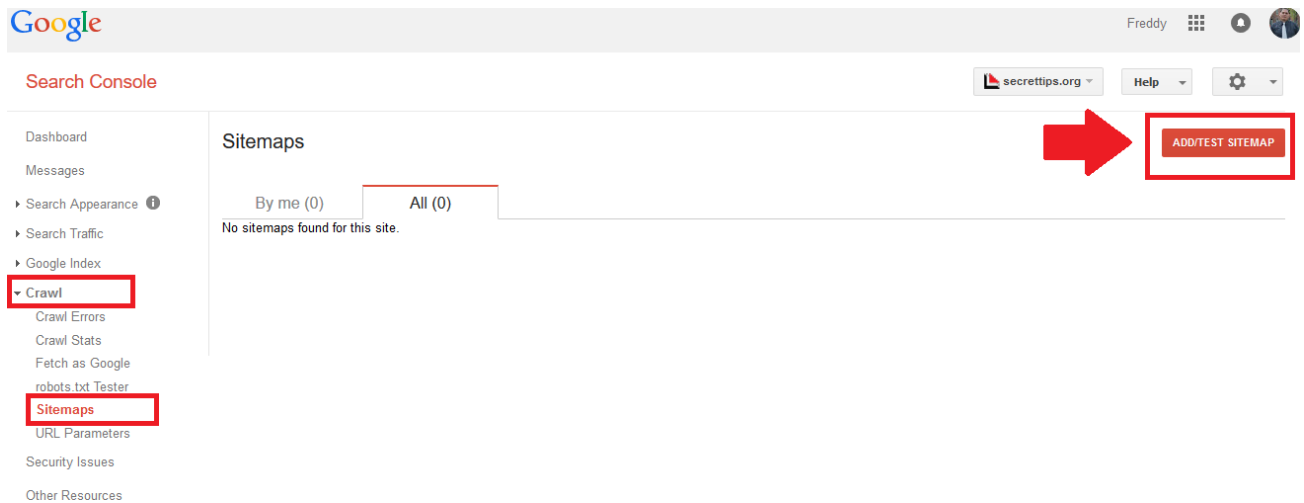 Google
Freddy
Search Console
secrettips.org
Help
Dashboard
Messages
Search Appearance
Search Traffic
Google Index
Crawl
Crawl Errors
Crawl Stats
Fetch as Google
robots.txt Tester
Sitemaps
URL Parameters
Security Issues
Other Resources
Sitemaps
ADD/TEST SITEMAP
By me (0) All (0)
No sitemaps found for this site.